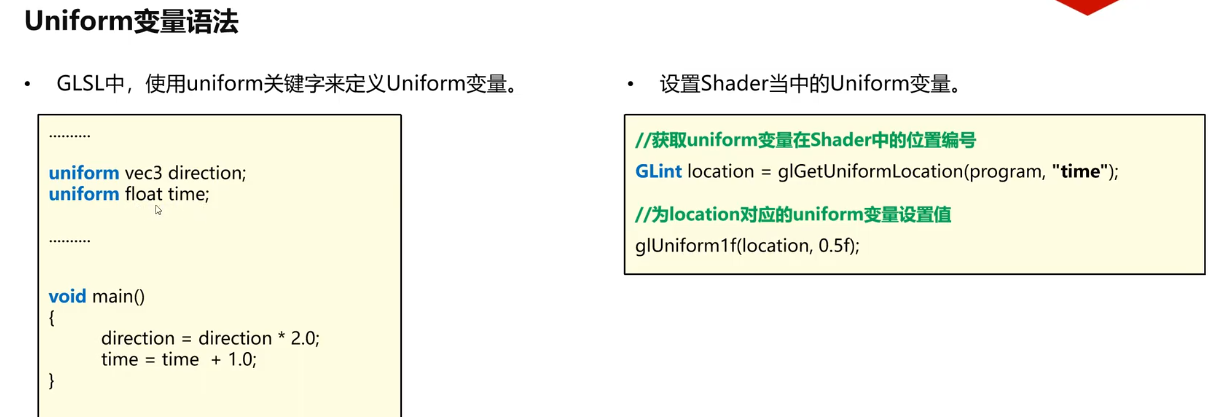 Uniform变量语法
• GLSL中，使用uniform关键字来定义Uniform变量。
..........
uniform vec3 direction;
uniform float time;
..........
void main()
{
direction = direction * 2.0;
time = time + 1.0;
}
• 设置Shader当中的Uniform变量。
//获取uniform变量在Shader中的位置编号
GLint location = glGetUniformLocation(program, "time");
//为location对应的uniform变量设置值
glUniform1f(location, 0.5f);